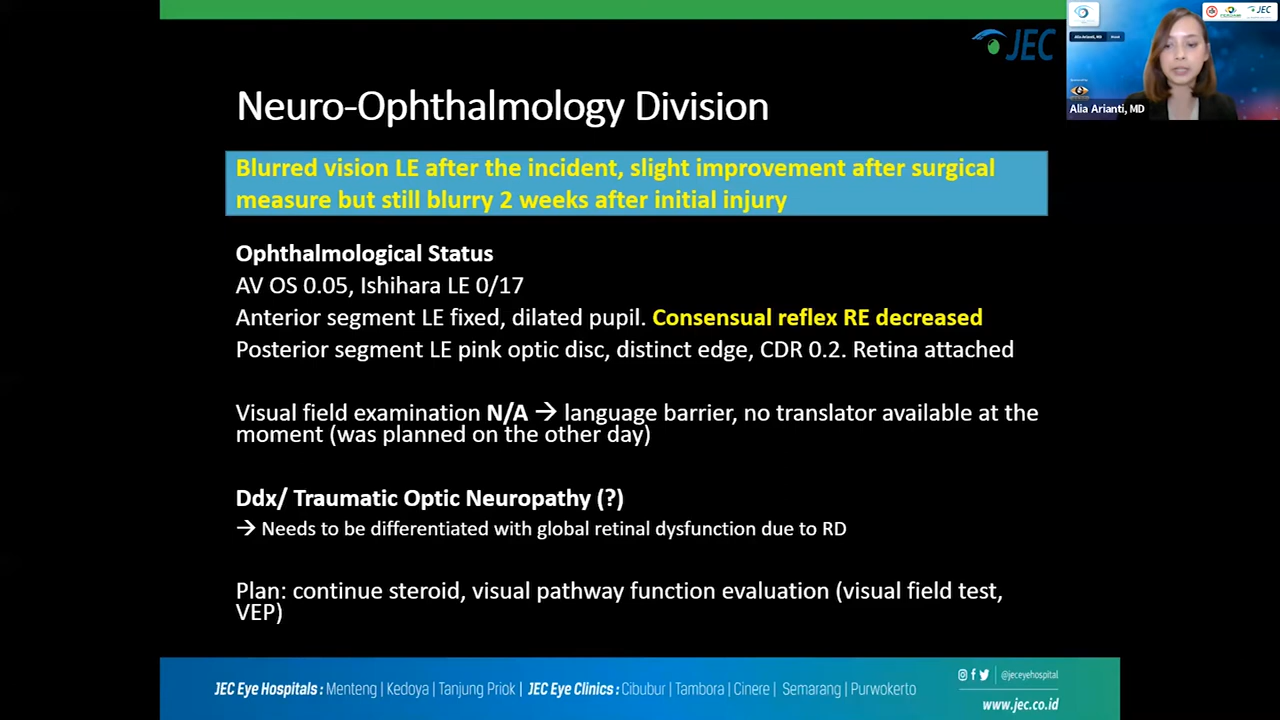 JEC
JEC
Alia Arianti, MD
Alia Arianti, MD
Neuro-Ophthalmology Division
Blurred vision LE after the incident, slight improvement after surgical
measure but still blurry 2 weeks after initial injury
Ophthalmological Status
AV OS 0.05, Ishihara LE 0/17
Anterior segment LE fixed, dilated pupil. Consensual reflex RE decreased
Posterior segment LE pink optic disc, distinct edge, CDR 0.2. Retina attached
Visual field examination N/A → language barrier, no translator available at the
moment (was planned on the other day)
Ddx/ Traumatic Optic Neuropathy (?)
→ Needs to be differentiated with global retinal dysfunction due to RD
Plan: continue steroid, visual pathway function evaluation (visual field test,
VEP)
JEC Eye Hospitals : Menteng | Kedoya | Tanjung Priok | JEC Eye Clinics : Cibubur | Tambora | Cinere | Semarang | Purwokerto
@jeceyehospital
www.jec.co.id